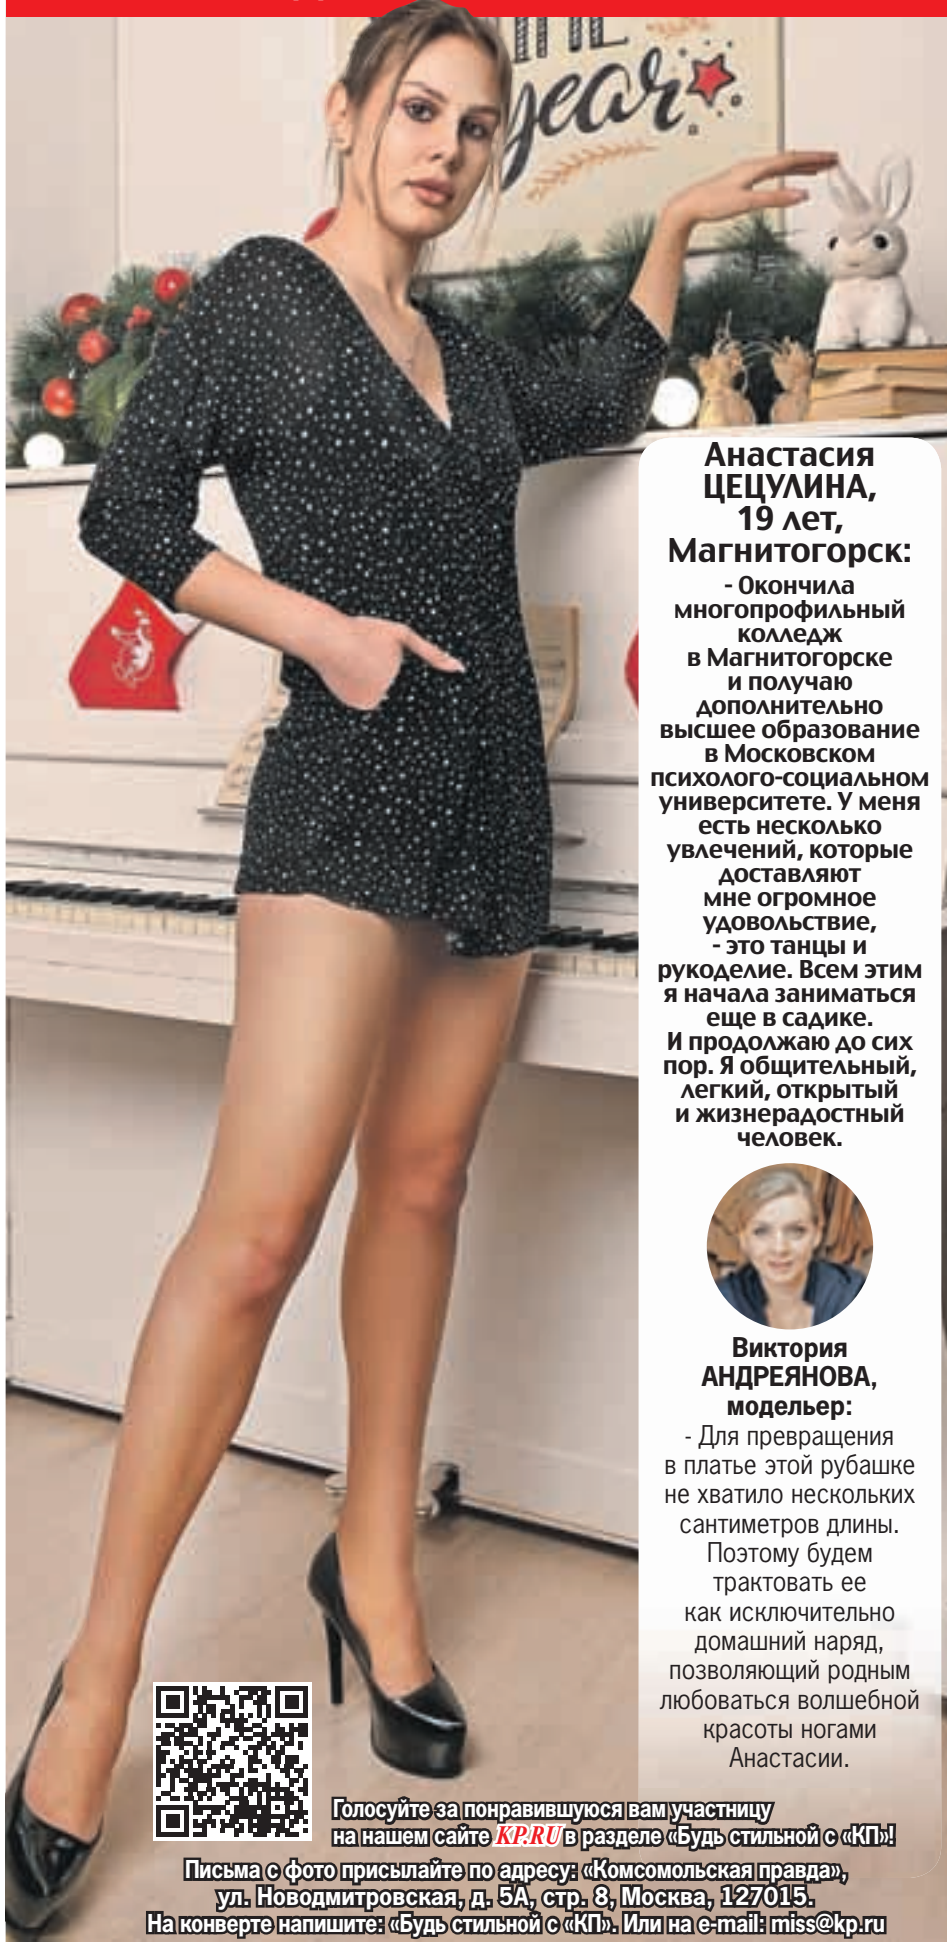 year
Анастасия
ЦЕЦУЛИНА,
19 лет,
Магнитогорск:
- Окончила
многопрофильный
колледж
в Магнитогорске
и получаю
дополнительно
высшее образование
в Московском
психолого-социальном
университете. У меня
есть несколько
увлечений, которые
доставляют
мне огромное
удовольствие,
- это танцы и
рукоделие. Всем этим
я начала заниматься
еще в садике.
И продолжаю до сих
пор. Я общительный,
легкий, открытый
и жизнерадостный
человек.
Виктория
АНДРЕЯНОВА,
модельер:
- Для превращения
в платье этой рубашке
не хватило нескольких
сантиметров длины.
Поэтому будем
трактовать ее
как исключительно
домашний наряд,
позволяющий родным
любоваться волшебной
красоты ногами
Анастасии.
Голосуйте за понравившуюся вам участницу
на нашем сайте KP.RU в разделе «Будь стильной с «КП»!
Письма с фото присылайте по адресу: «Комсомольская правда»,
ул. Новодмитровская, д. 5А, стр. 8, Москва, 127015.
На конверте напишите: «Будь стильной с «КП». Или на e-mail: miss@kp.ru